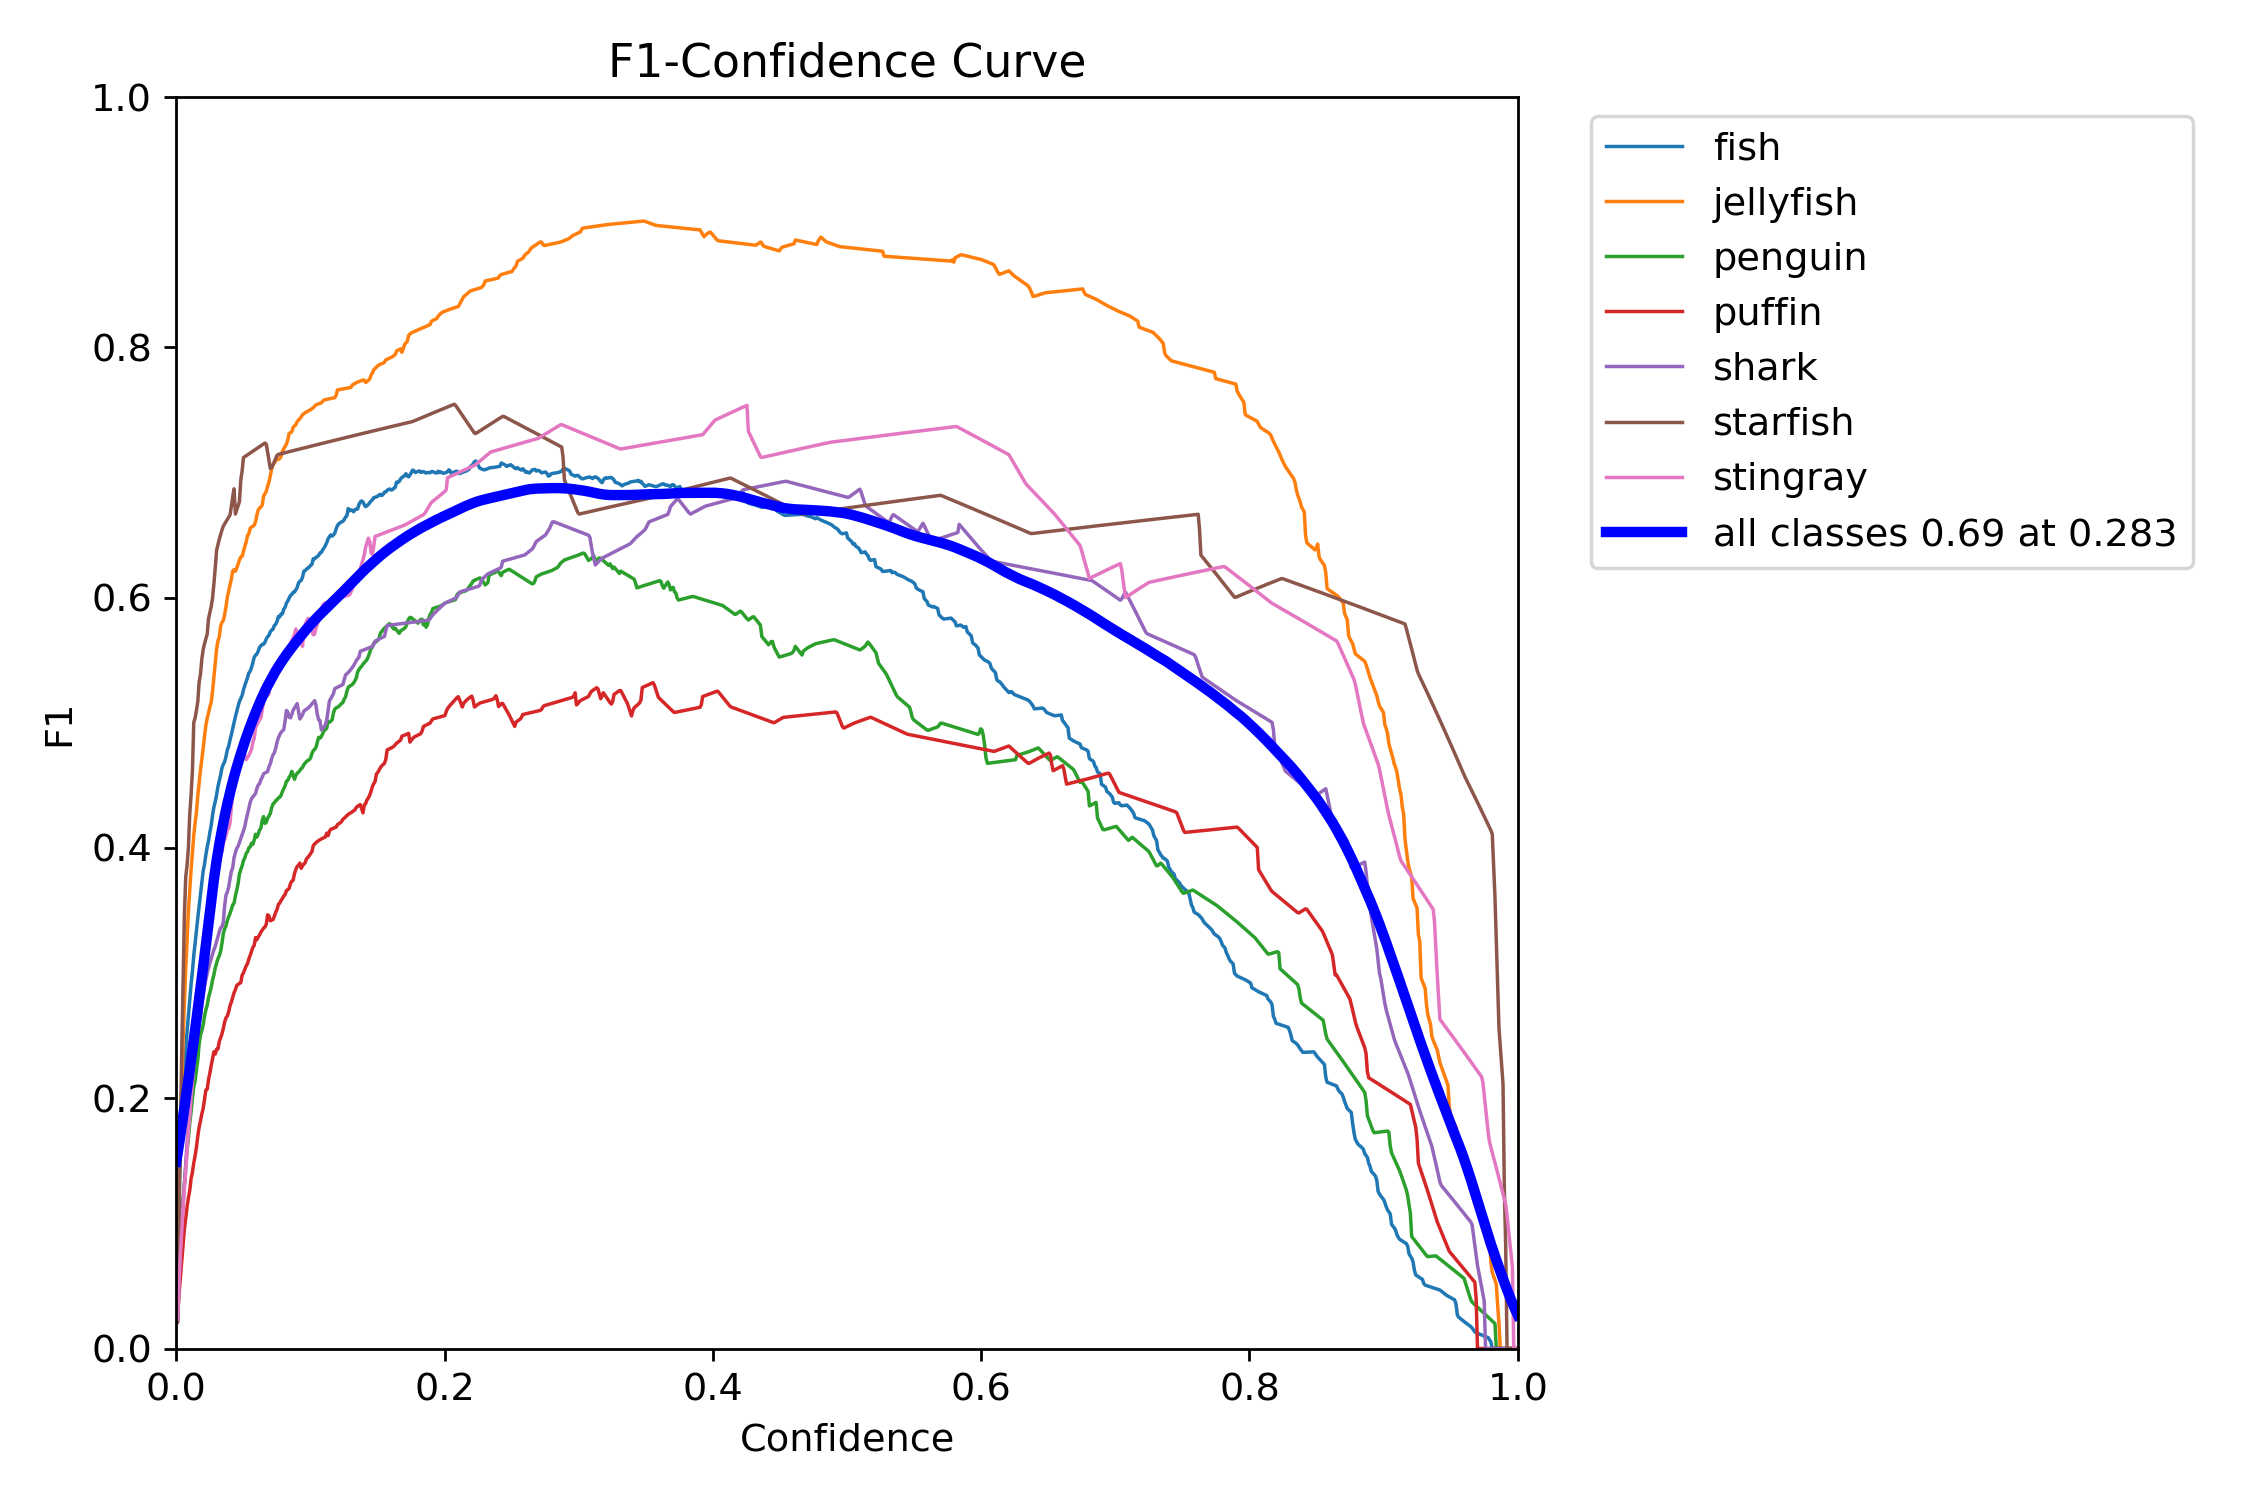 F1-Confidence Curve
1.0
0.8
0.6
0.4
0.2
0.0
F1
0.0 0.2 0.4 0.6 0.8 1.0
Confidence
fish
jellyfish
penguin
puffin
shark
starfish
stingray
all classes 0.69 at 0.283